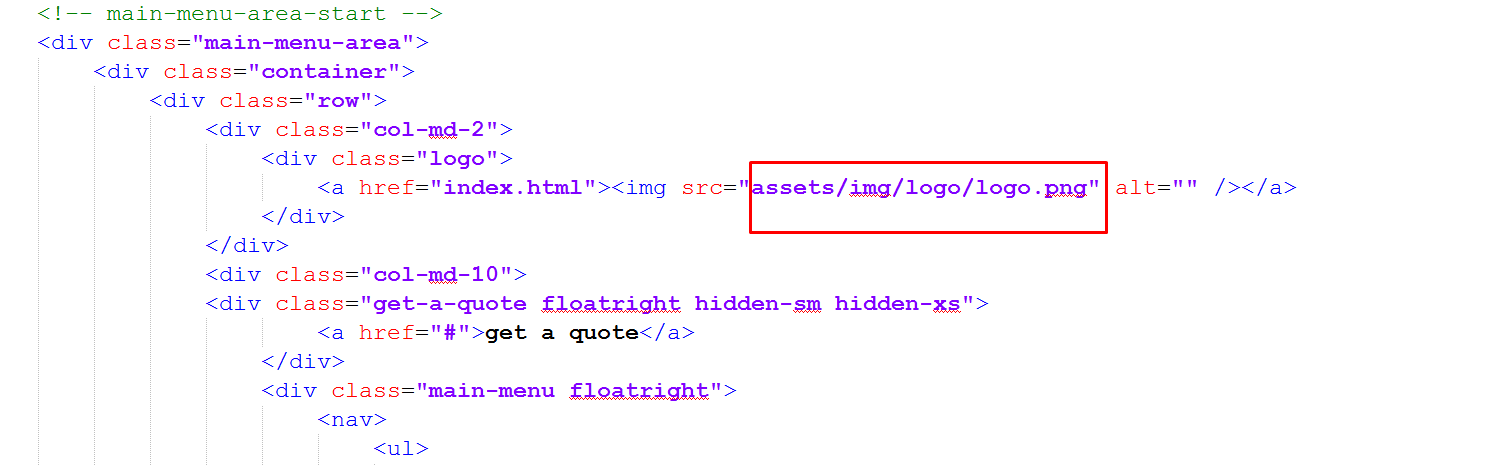 <!-- main-menu-area-start -->
<div class="main-menu-area">
<div class="container">
<div class="row">
<div class="col-md-2">
<div class="logo">
<a href="index.html"><img src="assets/img/logo/logo.png" alt="" /></a>
</div>
</div>
<div class="col-md-10">
<div class="get-a-quote floatright hidden-sm hidden-xs">
<a href="#">get a quote</a>
</div>
<div class="main-menu floatright">
<nav>
<ul>